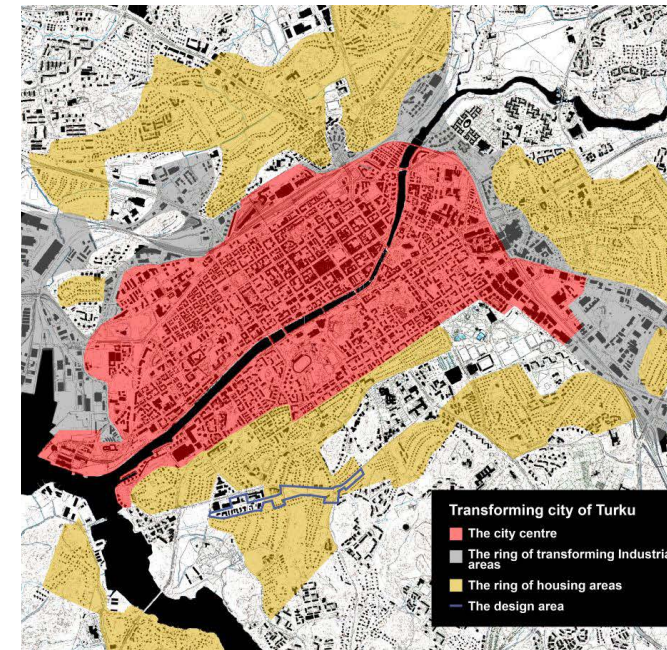 Transforming city of Turku
The city centre
The ring of transforming Industria
areas
The ring of housing areas
The design area